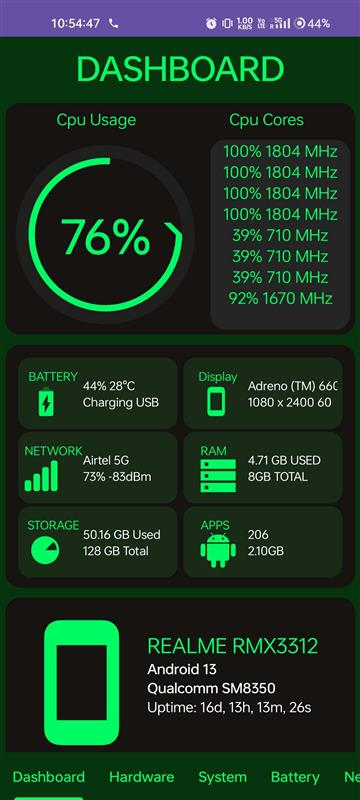 10:54:47 1.00 KB/S Vo LTE 5G R 44%
DASHBOARD
Cpu Usage
Cpu Cores
76%
100% 1804 MHz
100% 1804 MHz
100% 1804 MHz
100% 1804 MHz
39% 710 MHz
39% 710 MHz
39% 710 MHz
92% 1670 MHz
BATTERY
44% 28°C
Charging USB
Display
Adreno (TM) 660
1080 x 2400 60
NETWORK
Airtel 5G
73% -83dBm
RAM
4.71 GB USED
8GB TOTAL
STORAGE
50.16 GB Used
128 GB Total
APPS
206
2.10GB
REALME RMX3312
Android 13
Qualcomm SM8350
Uptime: 16d, 13h, 13m, 26s
Dashboard Hardware System Battery Ne